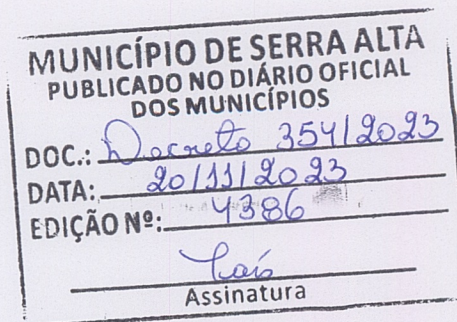 MUNICÍPIO DE SERRA ALTA
PUBLICADO NO DIÁRIO OFICIAL
DOS MUNICÍPIOS
DOC.: Decreto 354/2023
DATA: 20/11/2023
EDIÇÃO Nº: 4386
Laís
Assinatura